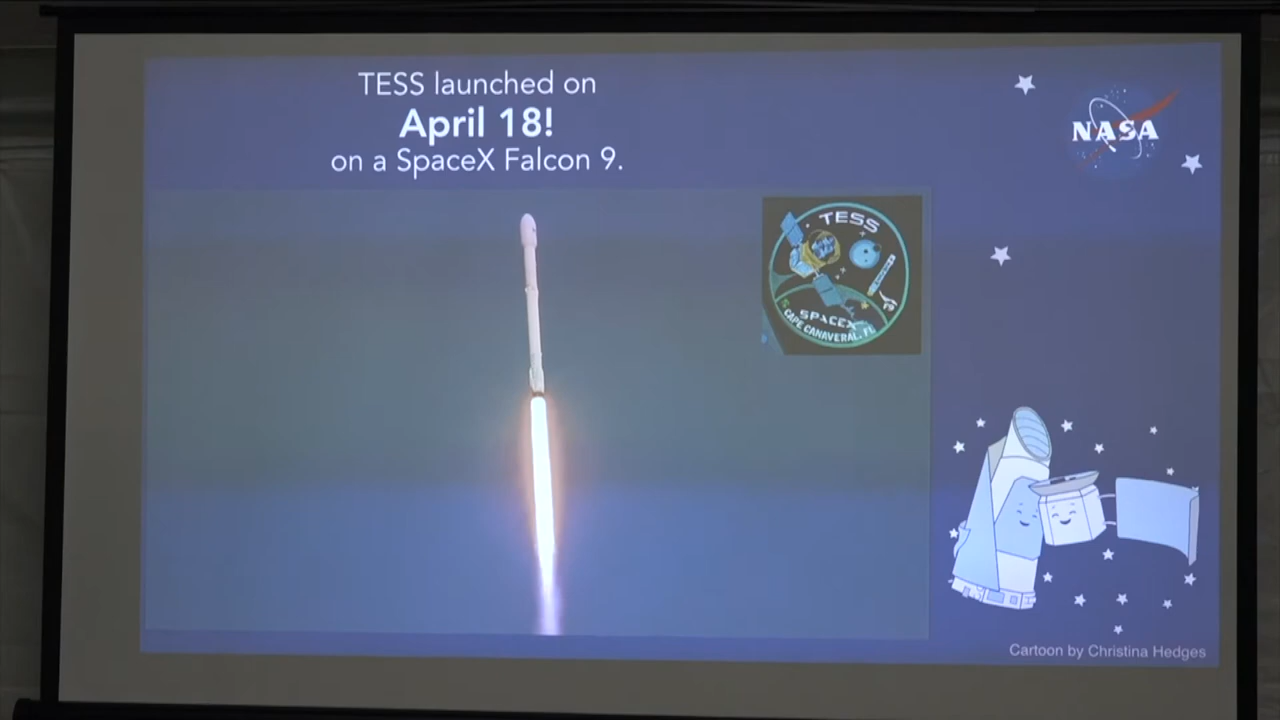 TESS launched on
April 18!
on a SpaceX Falcon 9.
NASA
TESS
SPACEX
CAPE CANAVERAL, FL
Cartoon by Christina Hedges